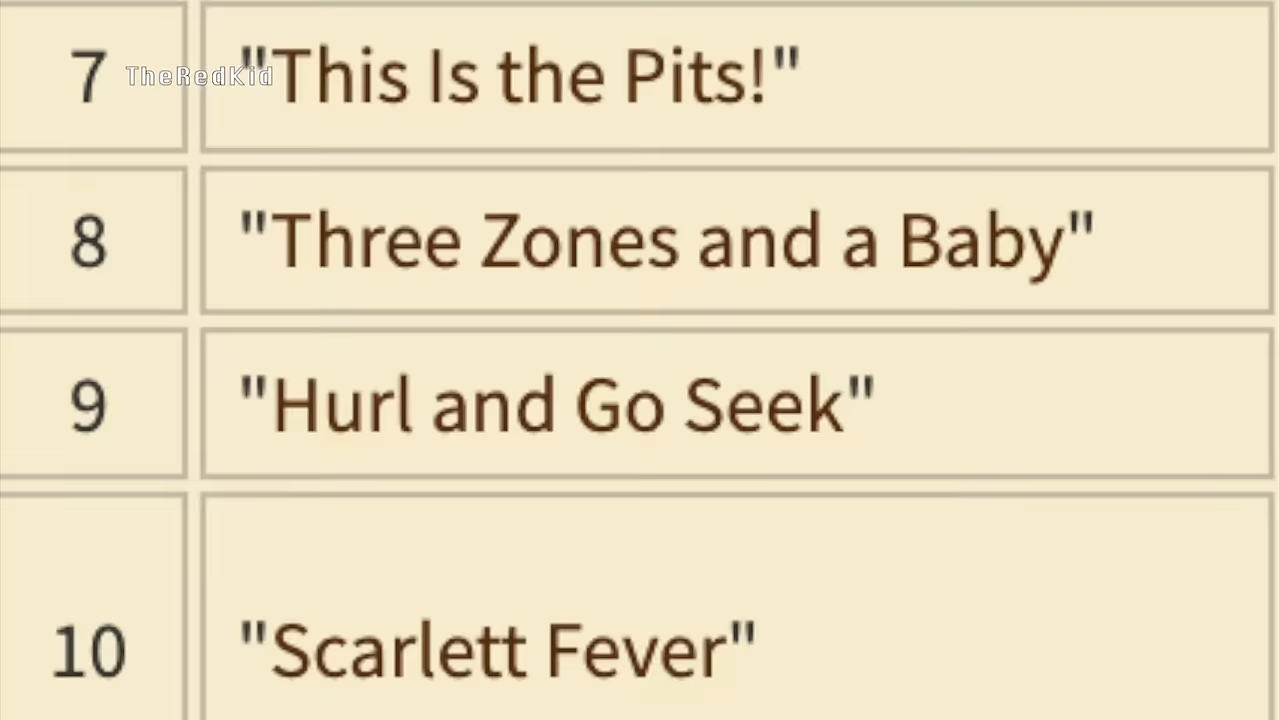 7 "This Is the Pits!"
TheRedKid
8 "Three Zones and a Baby"
9 "Hurl and Go Seek"
10 "Scarlett Fever"